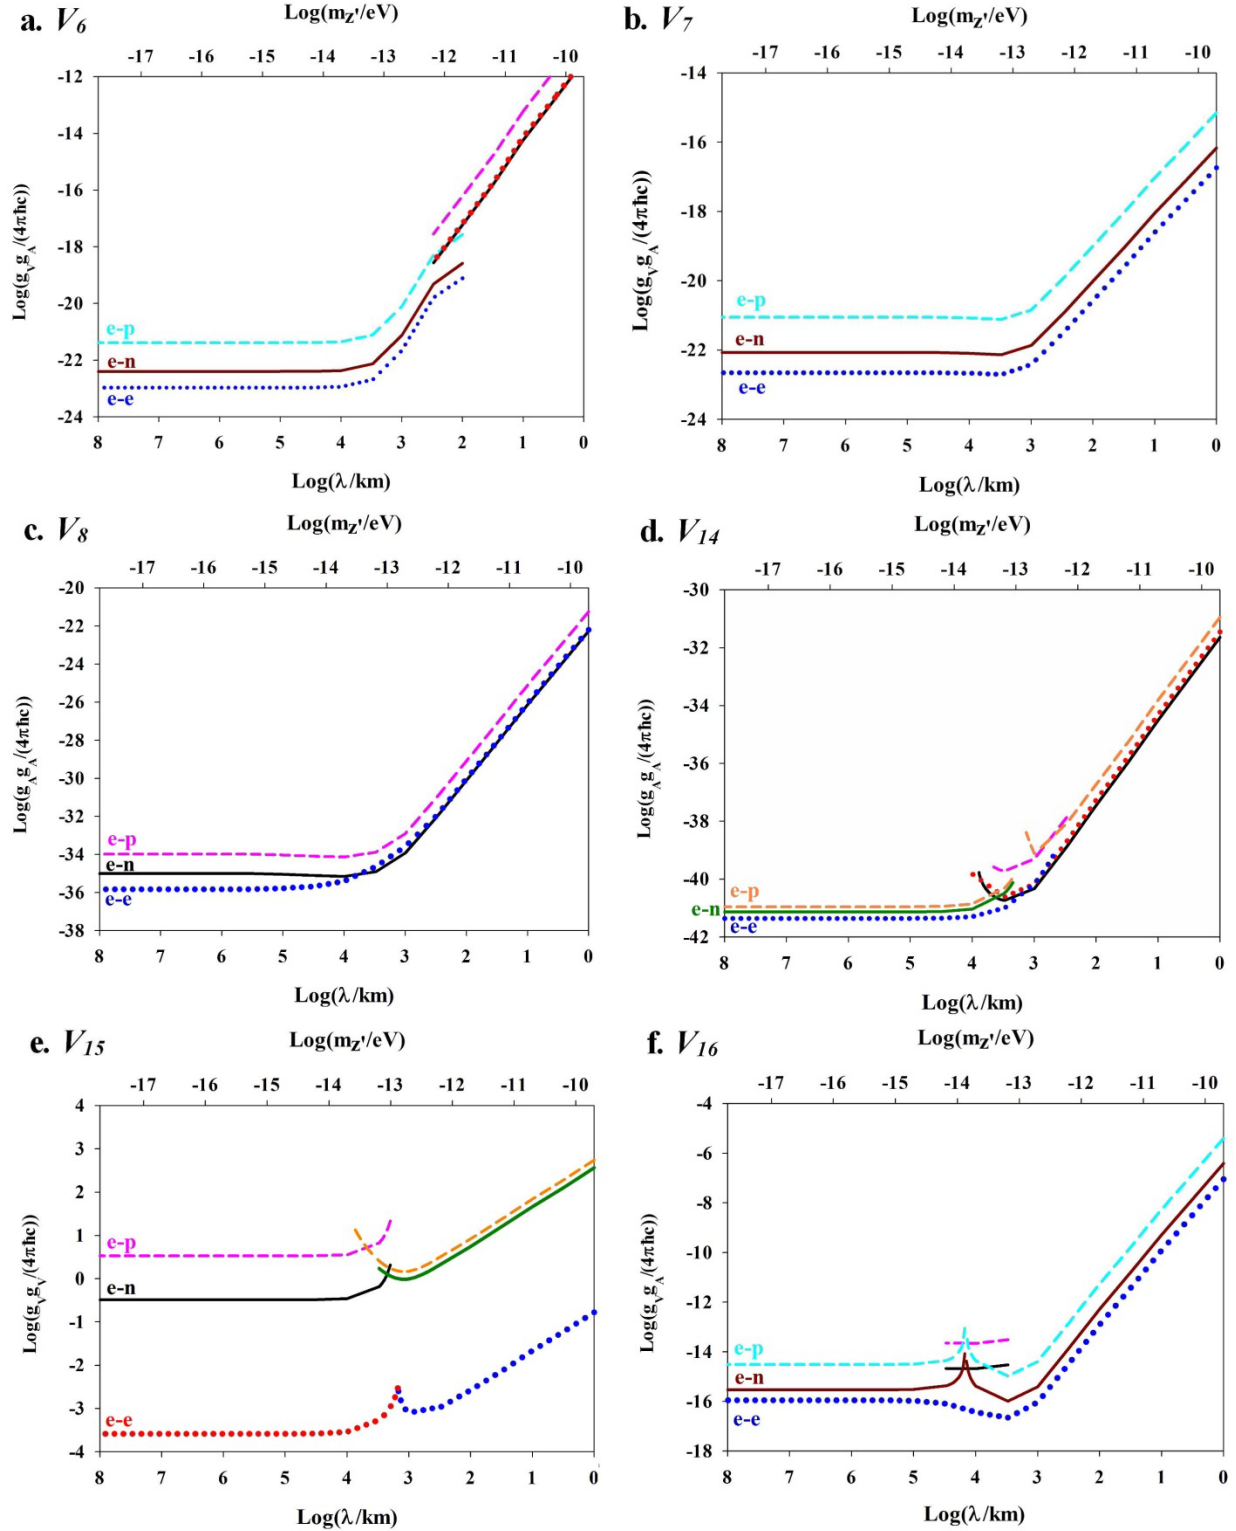 a. V6
Log(mZ'/eV)
-17 -16 -15 -14 -13 -12 -11 -10
-12
-14
-16
-18
-20
-22
-24
Log(gVgA/(4πħc))
e-p
e-n
e-e
8 7 6 5 4 3 2 1 0
Log(λ/km)
b. V7
Log(mZ'/eV)
-17 -16 -15 -14 -13 -12 -11 -10
-14
-16
-18
-20
-22
-24
Log(gVgA/(4πħc))
e-p
e-n
e-e
8 7 6 5 4 3 2 1 0
Log(λ/km)
c. V8
Log(mZ'/eV)
-17 -16 -15 -14 -13 -12 -11 -10
-20
-22
-24
-26
-28
-30
-32
-34
-36
-38
Log(gAgA/(4πħc))
e-p
e-n
e-e
8 7 6 5 4 3 2 1 0
Log(λ/km)
d. V14
Log(mZ'/eV)
-17 -16 -15 -14 -13 -12 -11 -10
-30
-32
-34
-36
-38
-40
-42
Log(gAgA/(4πħc))
e-p
e-n
e-e
8 7 6 5 4 3 2 1 0
Log(λ/km)
e. V15
Log(mZ'/eV)
-17 -16 -15 -14 -13 -12 -11 -10
4
3
2
1
0
-1
-2
-3
-4
Log(gVgV/(4πħc))
e-p
e-n
e-e
8 7 6 5 4 3 2 1 0
Log(λ/km)
f. V16
Log(mZ'/eV)
-17 -16 -15 -14 -13 -12 -11 -10
-4
-6
-8
-10
-12
-14
-16
-18
Log(gVgA/(4πħc))
e-p
e-n
e-e
8 7 6 5 4 3 2 1 0
Log(λ/km)